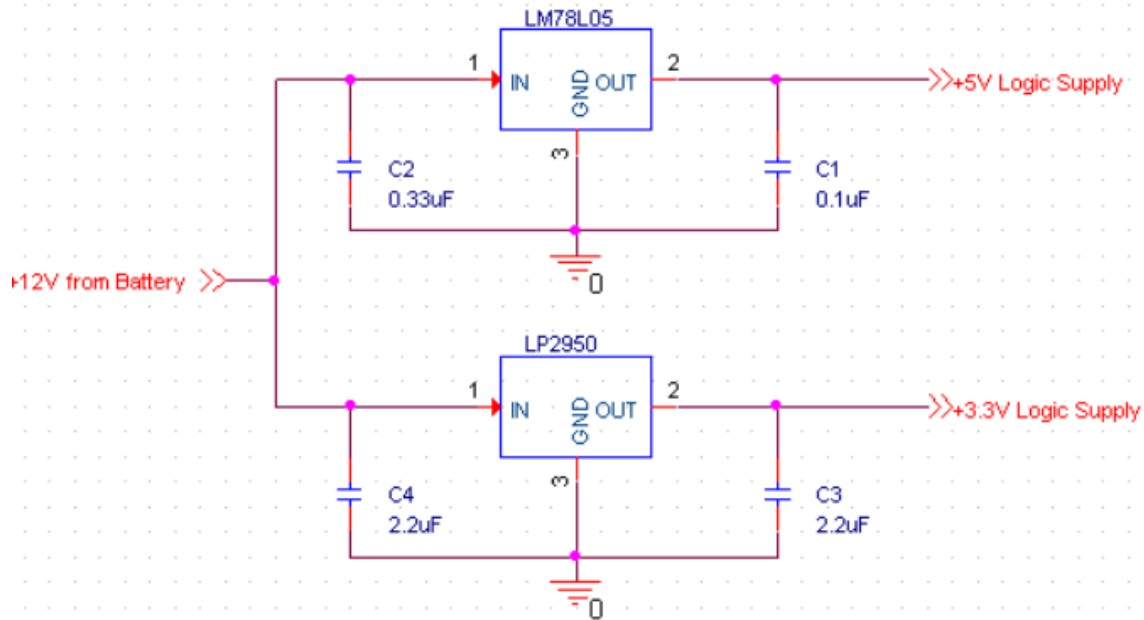 LM78L05
1
IN
GND
OUT
2
+5V Logic Supply
3
C2
0.33uF
C1
0.1uF
0
+12V from Battery
LP2950
1
IN
GND
OUT
2
+3.3V Logic Supply
3
C4
2.2uF
C3
2.2uF
0